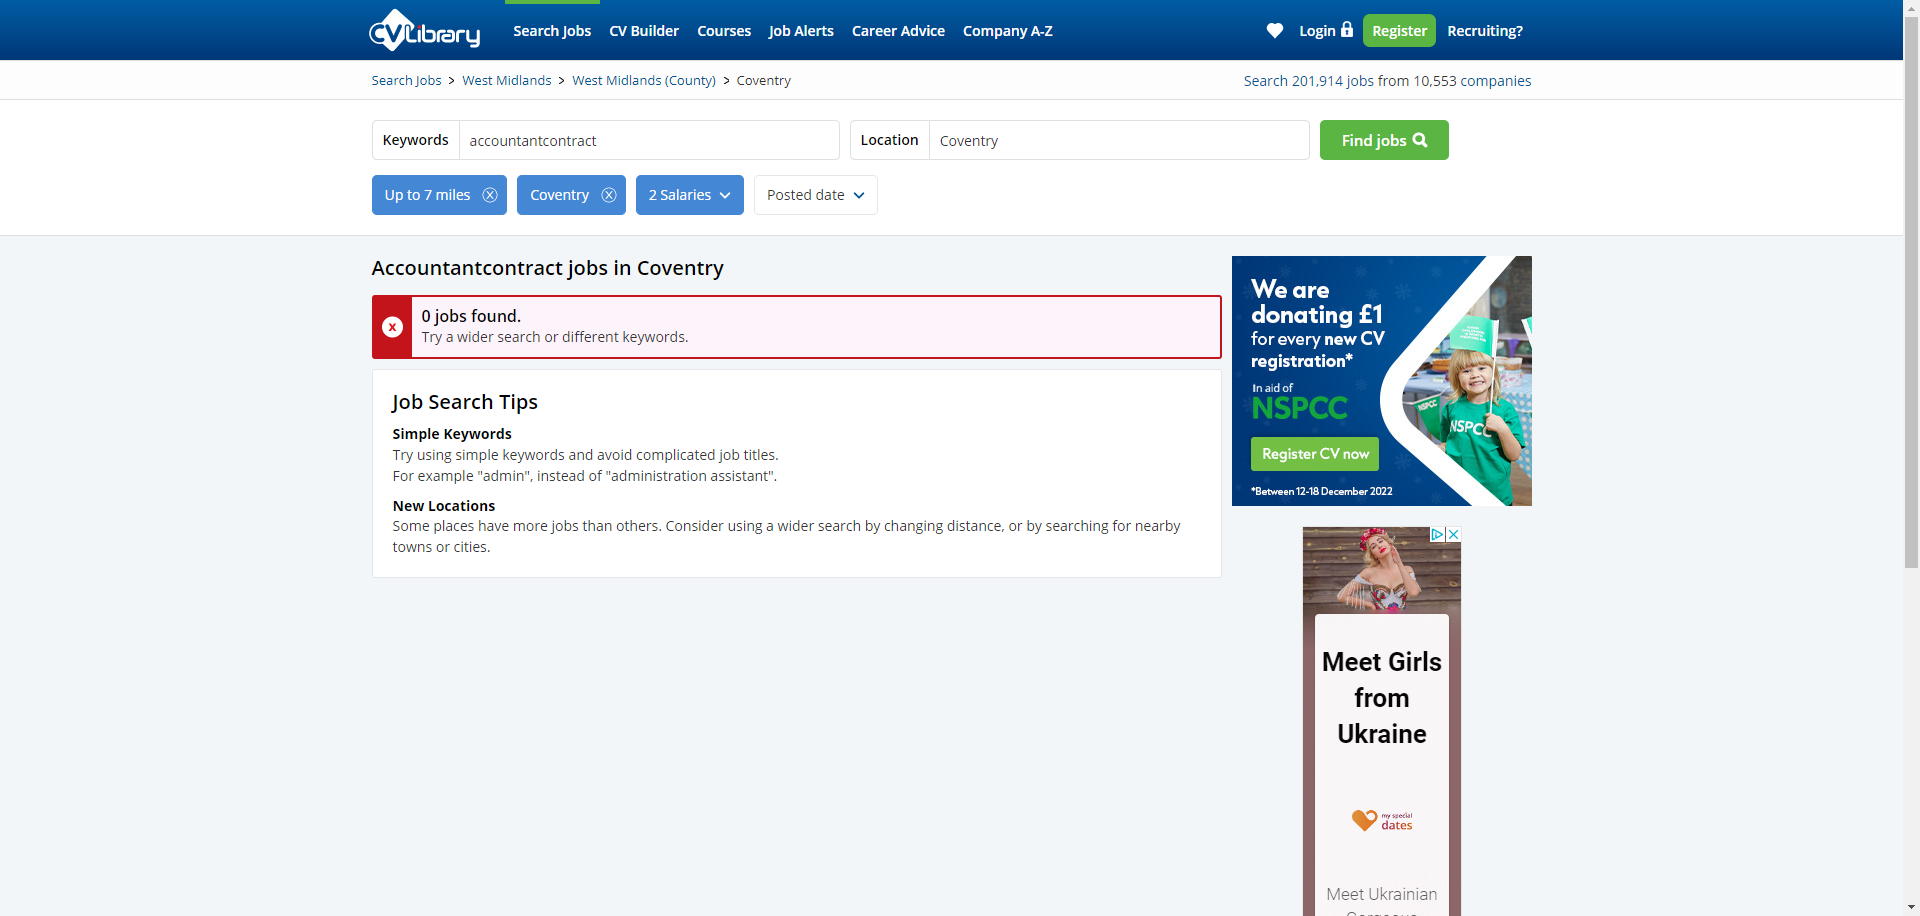 CVLibrary
Search Jobs CV Builder Courses Job Alerts Career Advice Company A-Z
Login Register Recruiting?
Search Jobs > West Midlands > West Midlands (County) > Coventry
Search 201,914 jobs from 10,553 companies
Keywords accountantcontract Location Coventry Find jobs
Up to 7 miles Coventry 2 Salaries Posted date
Accountantcontract jobs in Coventry
x
0 jobs found.
Try a wider search or different keywords.
Job Search Tips
Simple Keywords
Try using simple keywords and avoid complicated job titles.
For example "admin", instead of "administration assistant".
New Locations
Some places have more jobs than others. Consider using a wider search by changing distance, or by searching for nearby
towns or cities.
We are
donating £1
for every new CV
registration*
In aid of
NSPCC
Register CV now
*Between 12-18 December 2022
NSPCC
NSPCC
Meet Girls
from
Ukraine
my special
dates
Meet Ukrainian